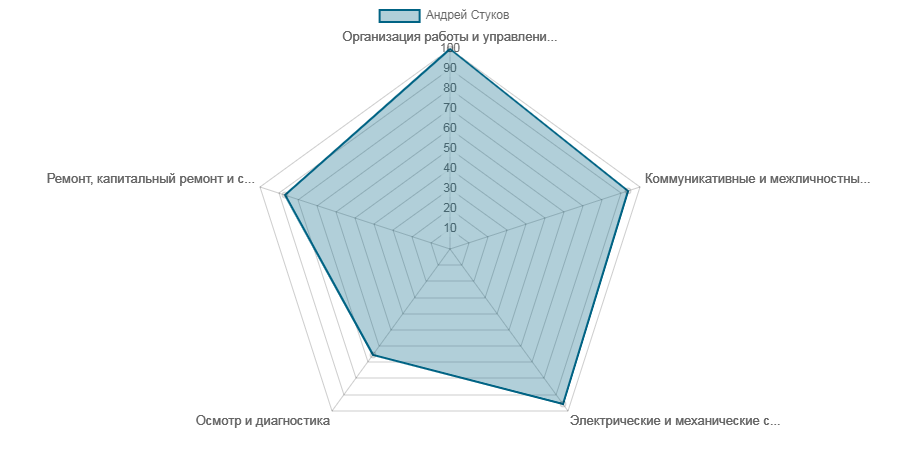 Андрей Стуков
Организация работы и управлени...
100
90
80
70
60
50
40
30
20
10
Ремонт, капитальный ремонт и с...
Коммуникативные и межличностны...
Осмотр и диагностика
Электрические и механические с...